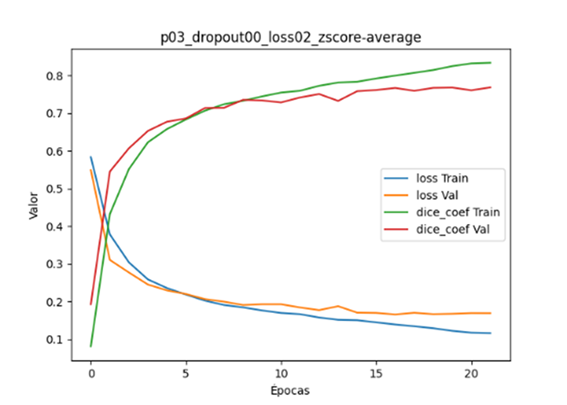 p03_dropout00_loss02_zscore-average
Valor
0.8
0.7
0.6
0.5
0.4
0.3
0.2
0.1
loss Train
loss Val
dice_coef Train
dice_coef Val
0 5 10 15 20
Épocas